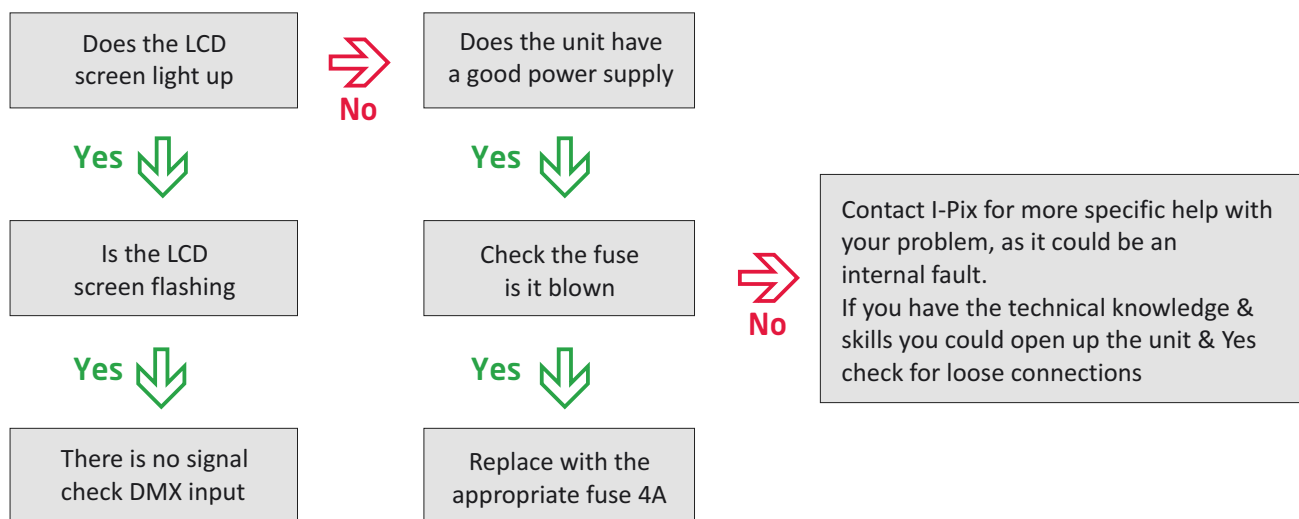 Does the LCD
screen light up
No
Does the unit have
a good power supply
Yes
Yes
Is the LCD
screen flashing
Check the fuse
is it blown
No
Contact I-Pix for more specific help with
your problem, as it could be an
internal fault.
If you have the technical knowledge &
skills you could open up the unit & Yes
check for loose connections
Yes
Yes
There is no signal
check DMX input
Replace with the
appropriate fuse 4A